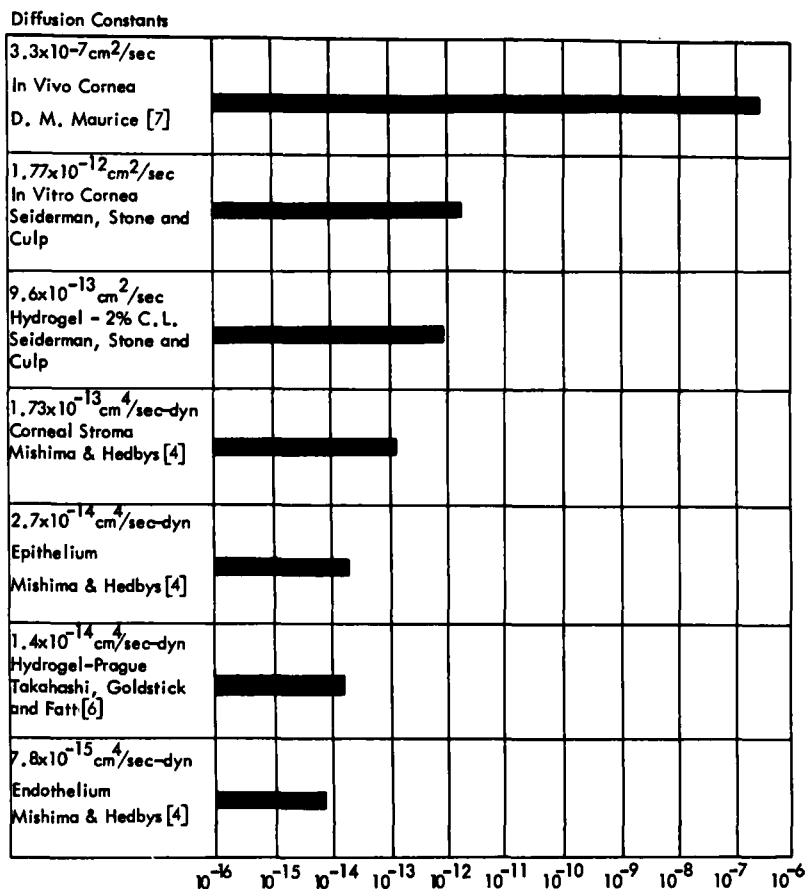 Diffusion Constants
3.3x10-7cm2/sec
In Vivo Cornea
D. M. Maurice [7]
1.77x10-12cm2/sec
In Vitro Cornea
Seiderman, Stone and
Culp
9.6x10-13cm2/sec
Hydrogel - 2% C.L.
Seiderman, Stone and
Culp
1.73x10-13cm4/sec-dyn
Corneal Stroma
Mishima & Hedbys [4]
2.7x10-14cm4/sec-dyn
Epithelium
Mishima & Hedbys [4]
1.4x10-14cm4/sec-dyn
Hydrogel-Prague
Takahashi, Goldstick
and Fatt [6]
7.8x10-15cm4/sec-dyn
Endothelium
Mishima & Hedbys [4]
10-16 10-15 10-14 10-13 10-12 10-11 10-10 10-9 10-8 10-7 10-6